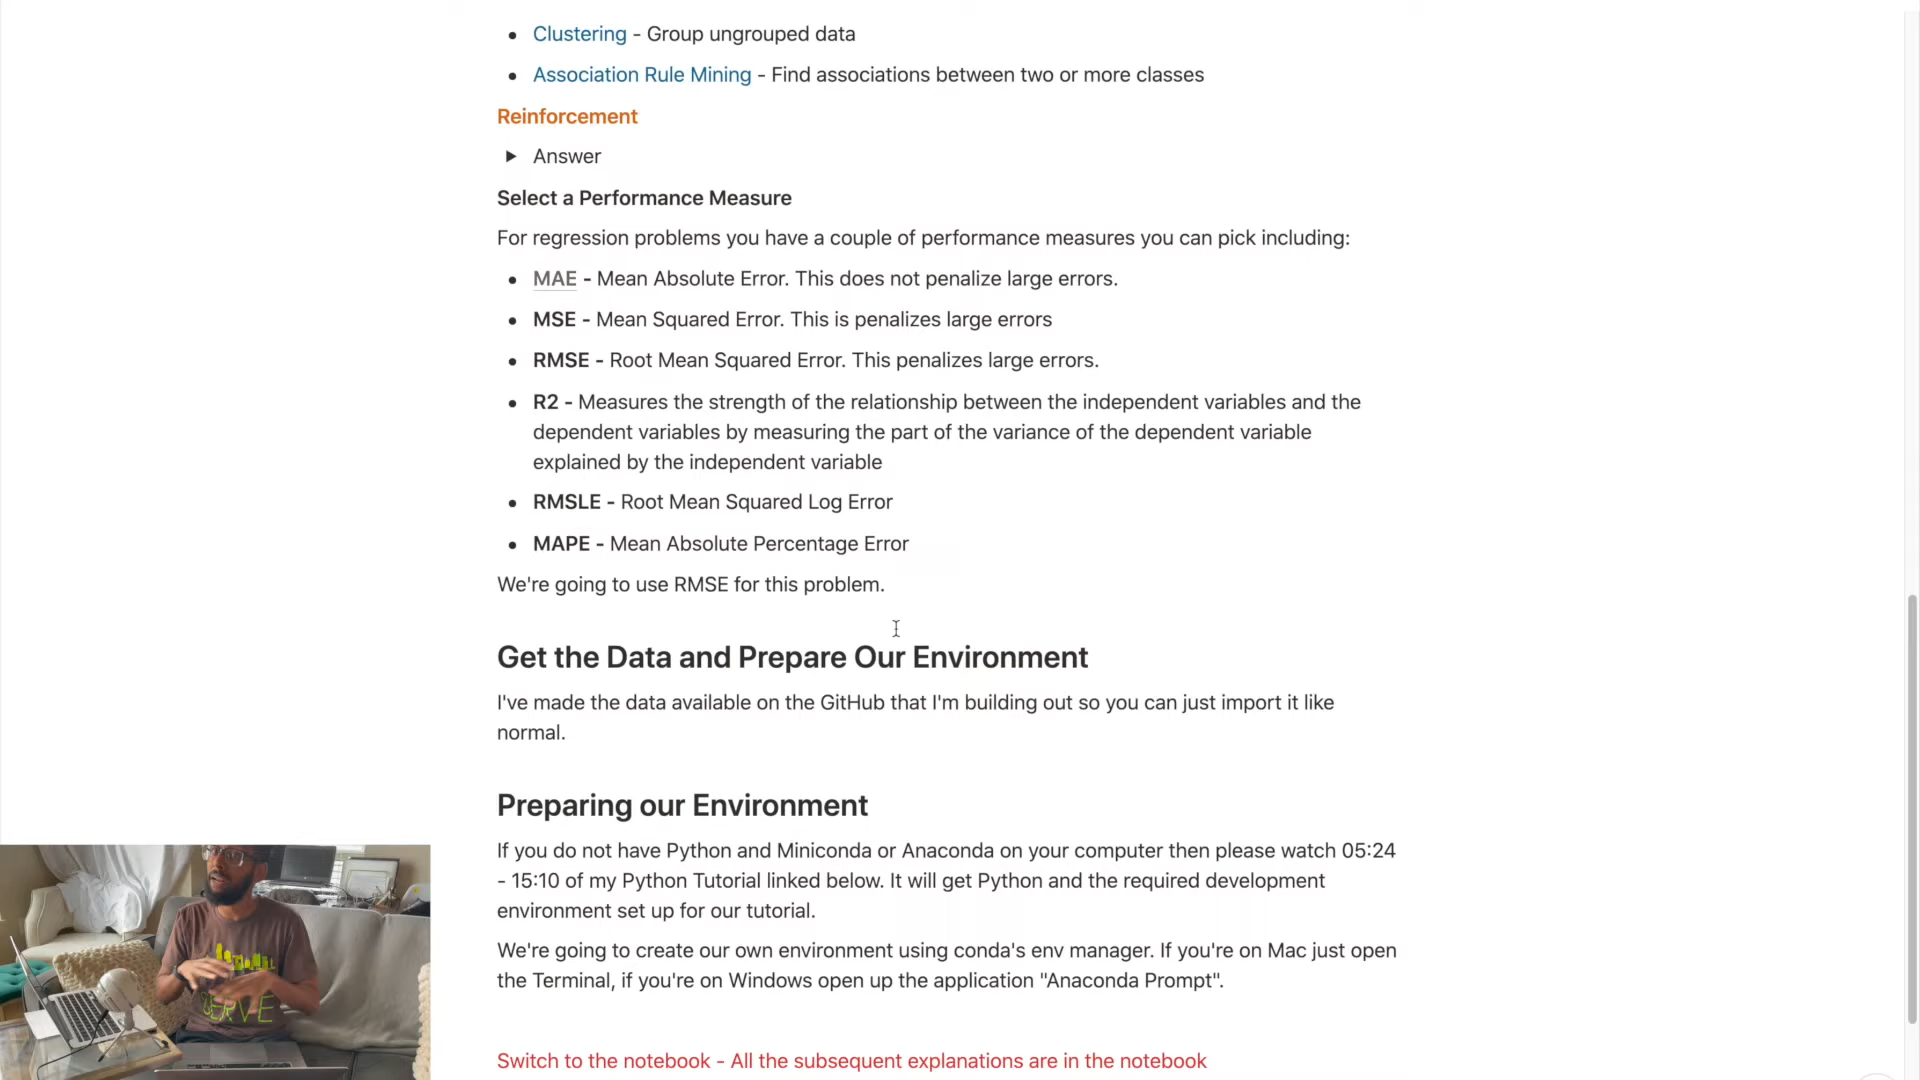 Clustering - Group ungrouped data
Association Rule Mining - Find associations between two or more classes
Reinforcement
Answer
Select a Performance Measure
For regression problems you have a couple of performance measures you can pick including:
MAE - Mean Absolute Error. This does not penalize large errors.
MSE - Mean Squared Error. This is penalizes large errors
RMSE - Root Mean Squared Error. This penalizes large errors.
R2 - Measures the strength of the relationship between the independent variables and the
dependent variables by measuring the part of the variance of the dependent variable
explained by the independent variable
RMSLE - Root Mean Squared Log Error
MAPE - Mean Absolute Percentage Error
We're going to use RMSE for this problem.
Get the Data and Prepare Our Environment
I've made the data available on the GitHub that I'm building out so you can just import it like
normal.
Preparing our Environment
If you do not have Python and Miniconda or Anaconda on your computer then please watch 05:24
- 15:10 of my Python Tutorial linked below. It will get Python and the required development
environment set up for our tutorial.
We're going to create our own environment using conda's env manager. If you're on Mac just open
the Terminal, if you're on Windows open up the application "Anaconda Prompt".
Switch to the notebook - All the subsequent explanations are in the notebook